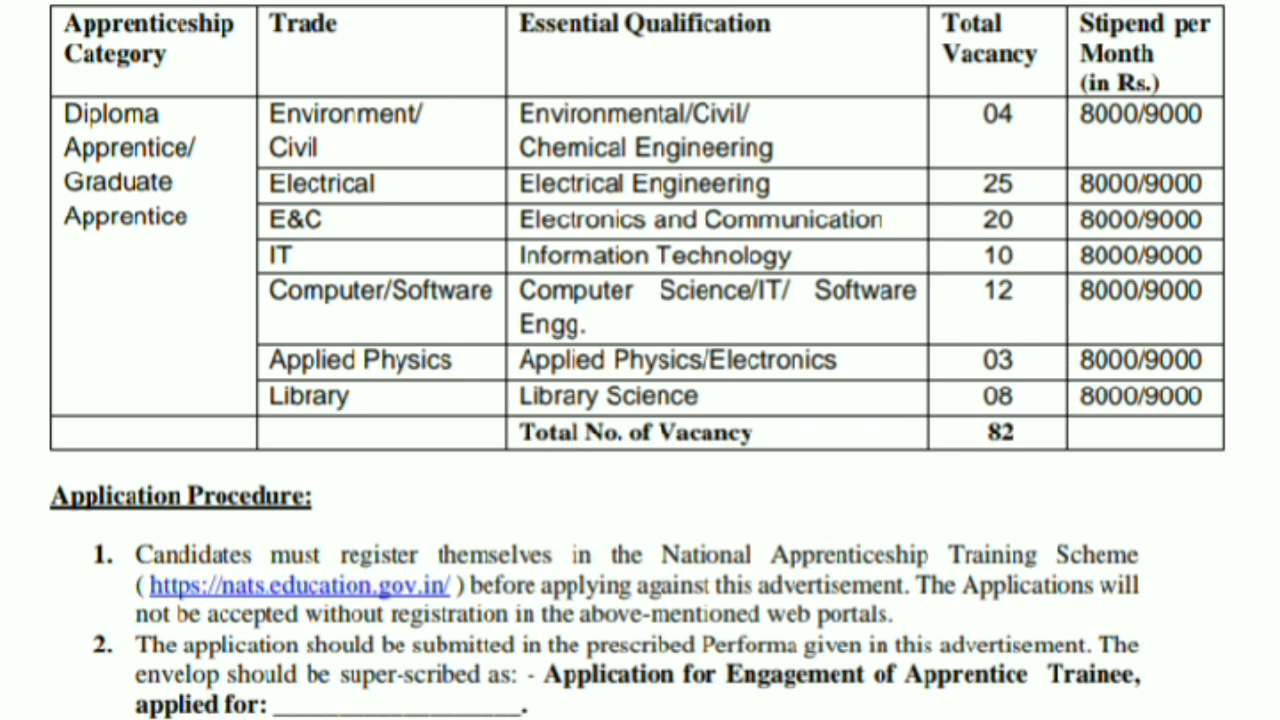 Apprenticeship Category | Trade | Essential Qualification | Total Vacancy | Stipend per Month (in Rs.)
Diploma Apprentice/ Graduate Apprentice | Environment/ Civil | Environmental/Civil/ Chemical Engineering | 04 | 8000/9000
Electrical | Electrical Engineering | 25 | 8000/9000
E&C | Electronics and Communication | 20 | 8000/9000
IT | Information Technology | 10 | 8000/9000
Computer/Software | Computer Science/IT/ Software Engg. | 12 | 8000/9000
Applied Physics | Applied Physics/Electronics | 03 | 8000/9000
Library | Library Science | 08 | 8000/9000
Total No. of Vacancy | 82
Application Procedure:
1. Candidates must register themselves in the National Apprenticeship Training Scheme
( https://nats.education.gov.in/ ) before applying against this advertisement. The Applications will
not be accepted without registration in the above-mentioned web portals.
2. The application should be submitted in the prescribed Performa given in this advertisement. The
envelop should be super-scribed as: - Application for Engagement of Apprentice Trainee,
applied for: ___________________.